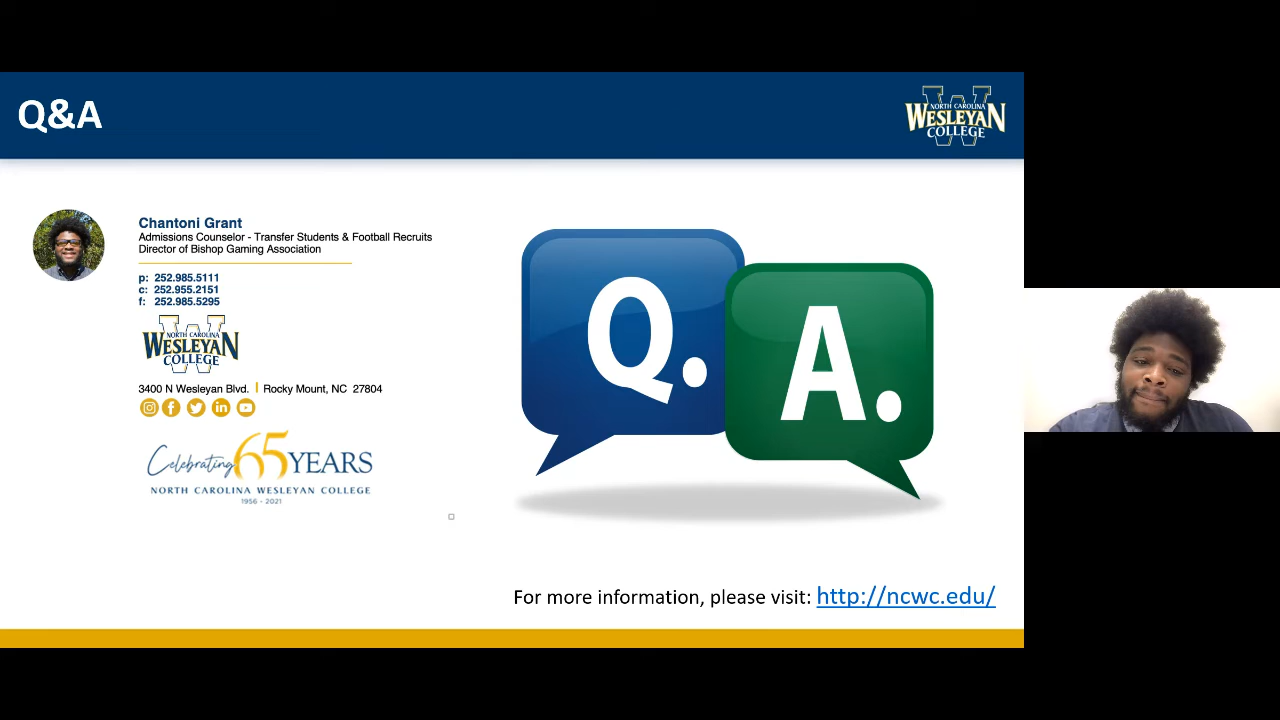 Q&A
NORTH CAROLINA
WESLEYAN
COLLEGE
Chantoni Grant
Admissions Counselor - Transfer Students & Football Recruits
Director of Bishop Gaming Association
p: 252.985.5111
c: 252.955.2151
f: 252.985.5295
W
NORTH CAROLINA
WESLEYAN
COLLEGE
3400 N Wesleyan Blvd. | Rocky Mount, NC 27804
Celebrating 65 YEARS
NORTH CAROLINA WESLEYAN COLLEGE
1956 - 2021
Q.
A.
For more information, please visit: http://ncwc.edu/